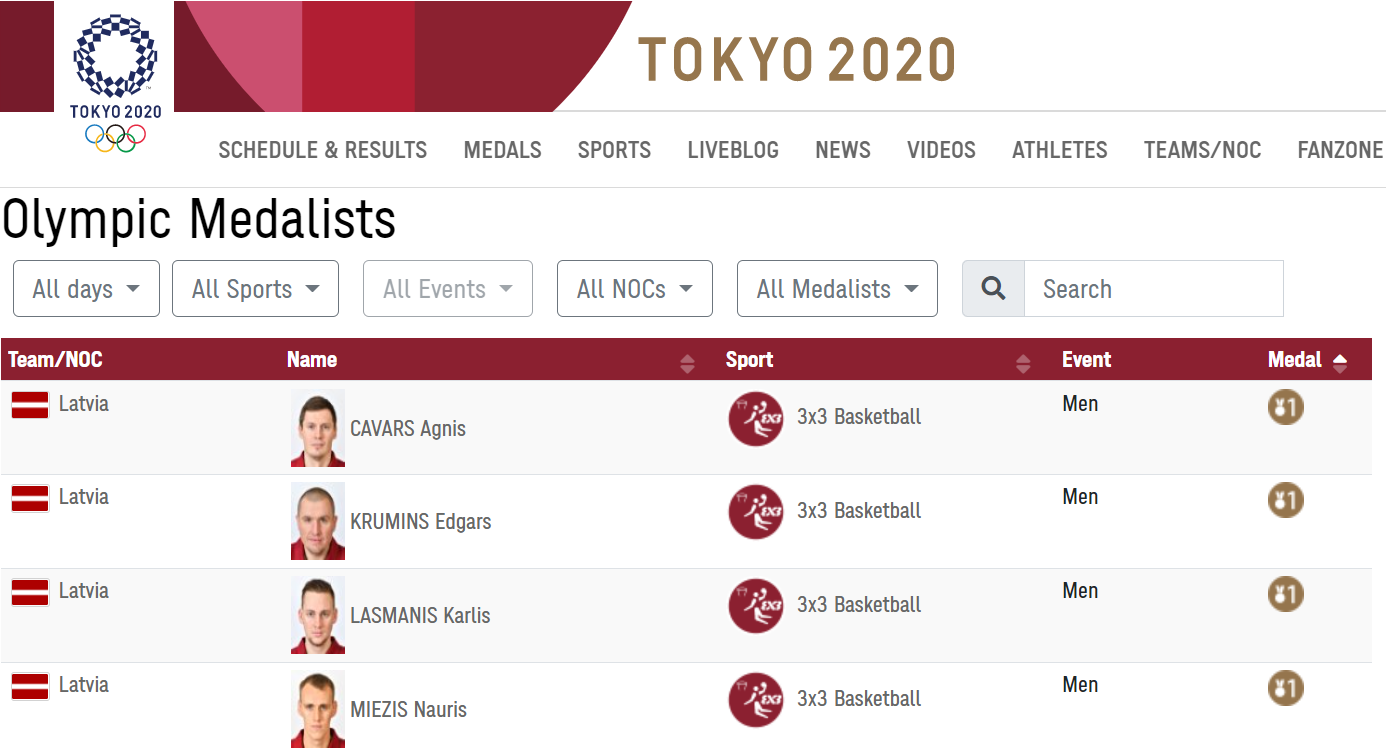 TOKYO 2020
TOKYO 2020
SCHEDULE & RESULTS MEDALS SPORTS LIVEBLOG NEWS VIDEOS ATHLETES TEAMS/NOC FANZONE
Olympic Medalists
All days All Sports All Events All NOCs All Medalists Search
Team/NOC Name Sport Event Medal
Latvia CAVARS Agnis 3x3 Basketball Men 1
Latvia KRUMINS Edgars 3x3 Basketball Men 1
Latvia LASMANIS Karlis 3x3 Basketball Men 1
Latvia MIEZIS Nauris 3x3 Basketball Men 1